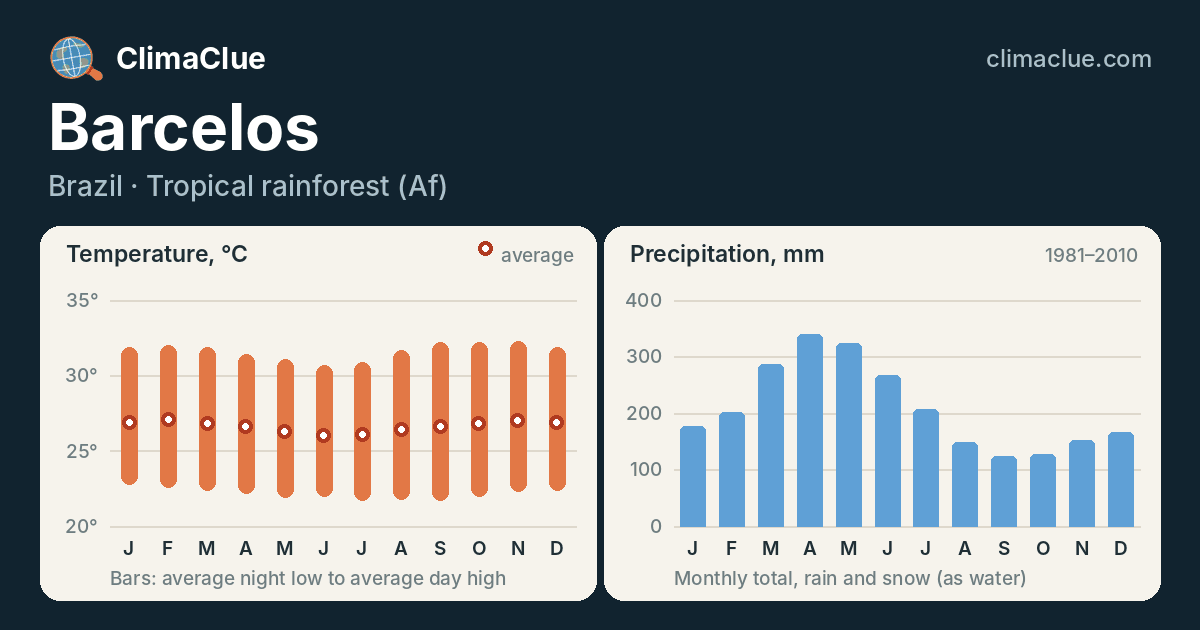 ClimaClue
climaclue.com
Barcelos
Brazil · Tropical rainforest (Af)
Temperature, °C
average
35°
30°
25°
20°
J F M A M J J A S O N D
Bars: average night low to average day high
Precipitation, mm
1981–2010
400
300
200
100
0
J F M A M J J A S O N D
Monthly total, rain and snow (as water)